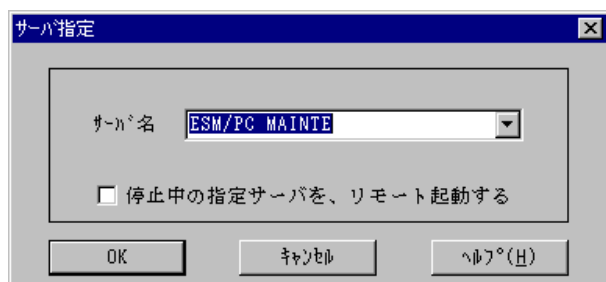 サーバ指定
ｻｰﾊﾞ名
ESM/PC MAINTE
停止中の指定サーバを、リモート起動する
OK
ｷｬﾝｾﾙ
ﾍﾙﾌﾟ(H)